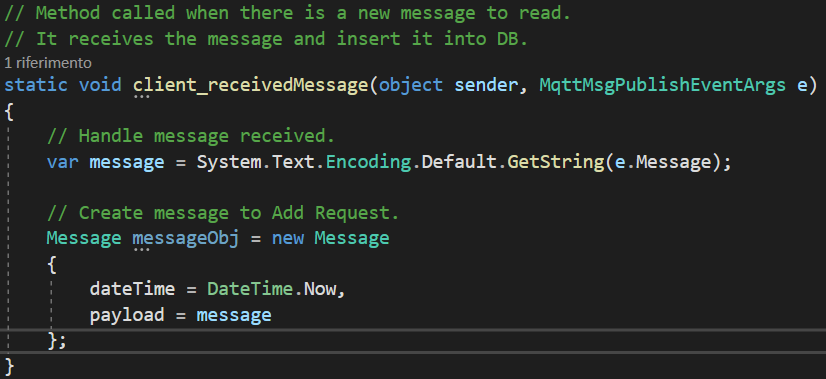 // Method called when there is a new message to read.
// It receives the message and insert it into DB.
1 riferimento
static void client_receivedMessage(object sender, MqttMsgPublishEventArgs e)
{
    // Handle message received.
    var message = System.Text.Encoding.Default.GetString(e.Message);

    // Create message to Add Request.
    Message messageObj = new Message
    {
        dateTime = DateTime.Now,
        payload = message
    };
}